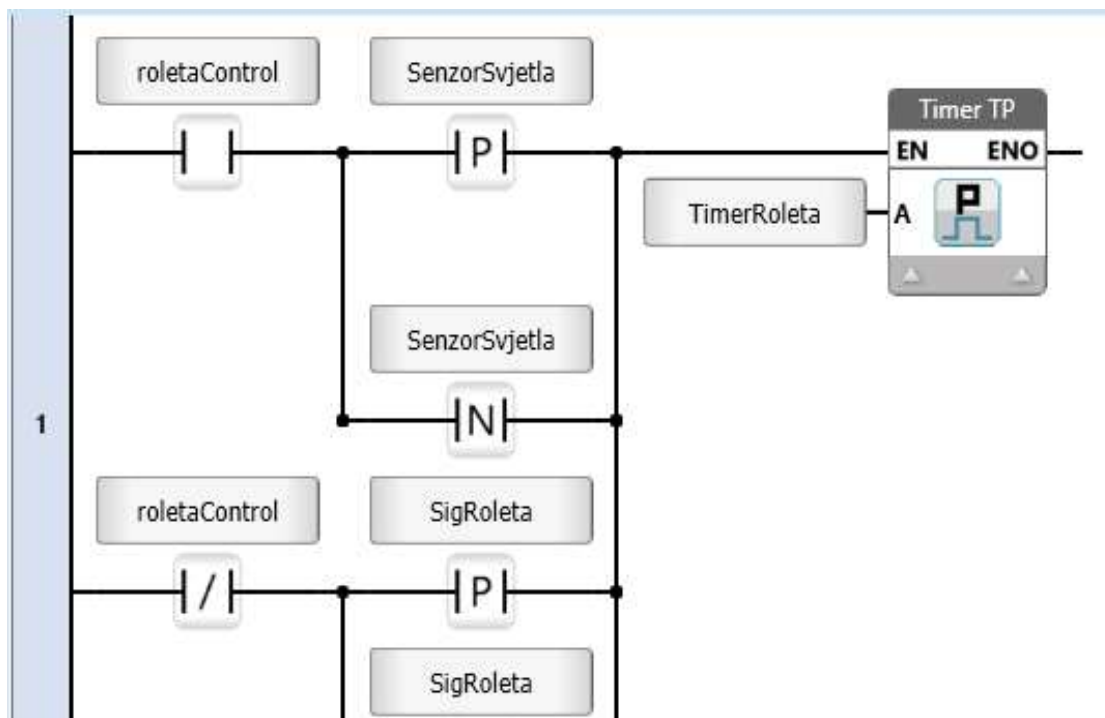 roletaControl
SenzorSvjetla
P
Timer TP
EN ENO
TimerRoleta
A
P
SenzorSvjetla
N
1
roletaControl
SigRoleta
/
P
SigRoleta